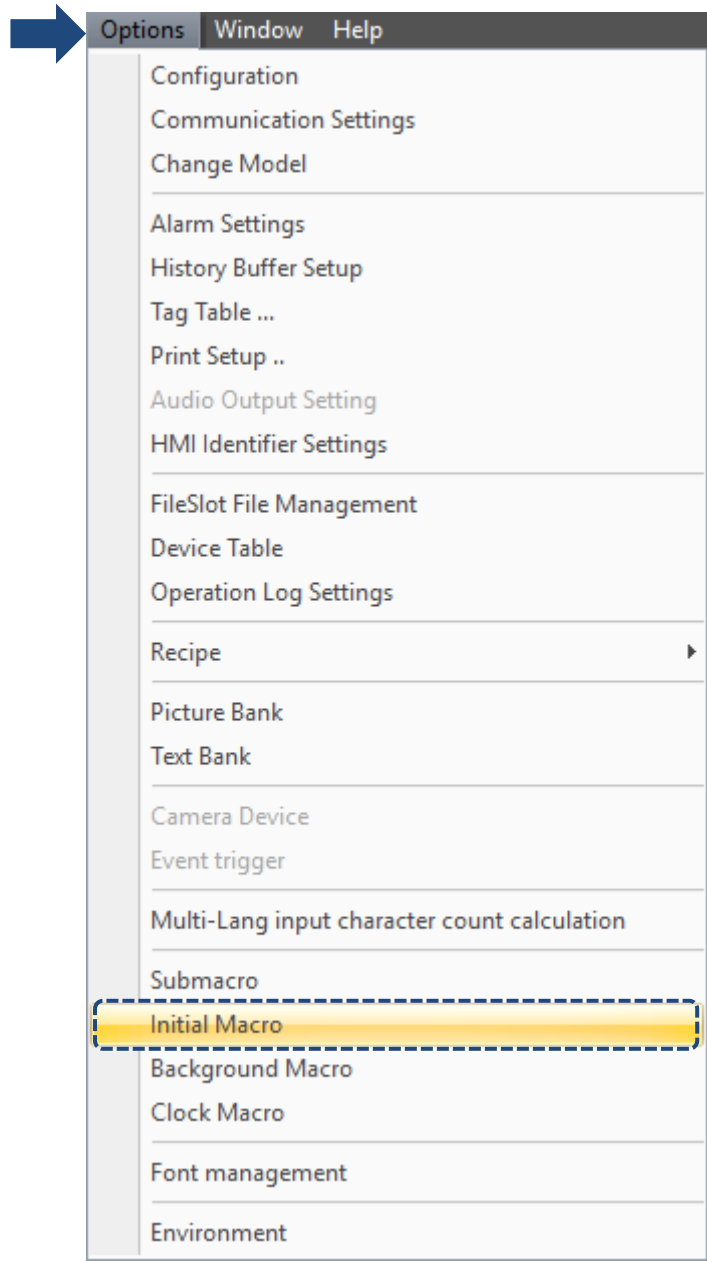 Options Window Help
Configuration
Communication Settings
Change Model
Alarm Settings
History Buffer Setup
Tag Table ...
Print Setup ..
Audio Output Setting
HMI Identifier Settings
FileSlot File Management
Device Table
Operation Log Settings
Recipe
Picture Bank
Text Bank
Camera Device
Event trigger
Multi-Lang input character count calculation
Submacro
Initial Macro
Background Macro
Clock Macro
Font management
Environment